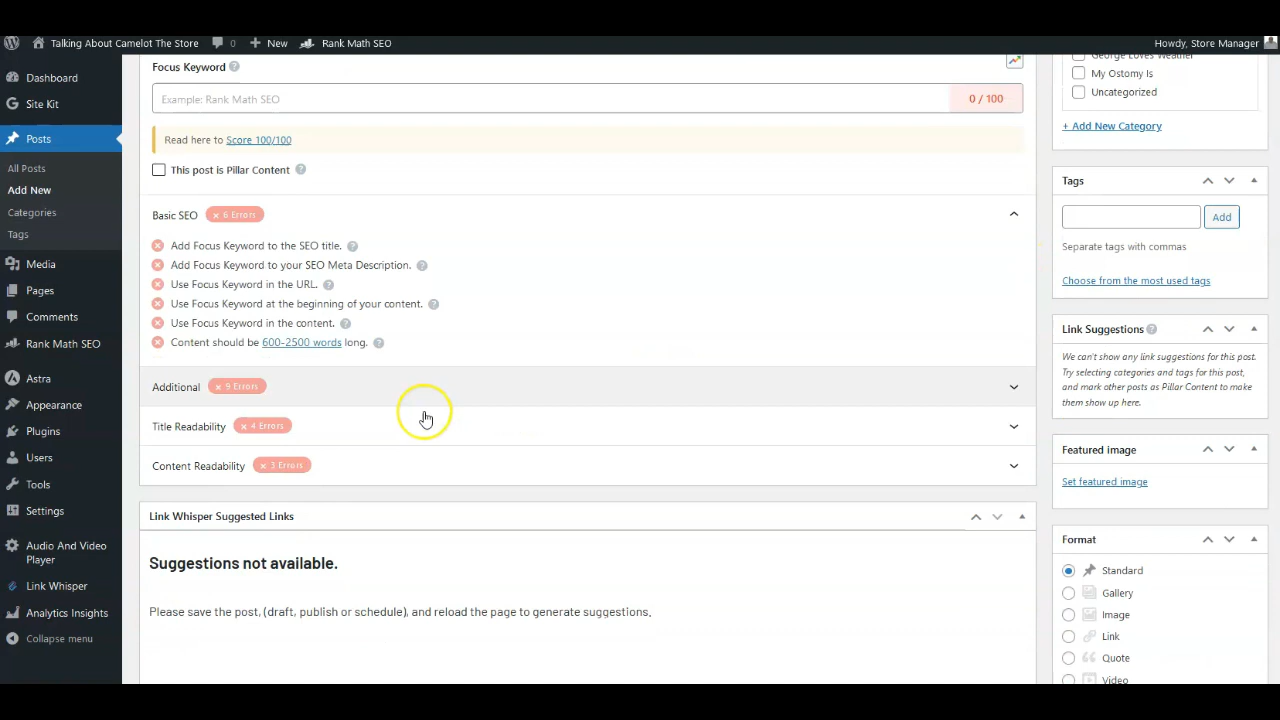 Talking About Camelot The Store
0
New
Rank Math SEO
Howdy, Store Manager
Dashboard
Site Kit
Posts
All Posts
Add New
Categories
Tags
Media
Pages
Comments
Rank Math SEO
Astra
Appearance
Plugins
Users
Tools
Settings
Audio And Video
Player
Link Whisper
Analytics Insights
Collapse menu
Focus Keyword
Example: Rank Math SEO
0 / 100
Read here to Score 100/100
This post is Pillar Content
Basic SEO × 6 Errors
Add Focus Keyword to the SEO title.
Add Focus Keyword to your SEO Meta Description.
Use Focus Keyword in the URL.
Use Focus Keyword at the beginning of your content.
Use Focus Keyword in the content.
Content should be 600-2500 words long.
Additional × 9 Errors
Title Readability × 4 Errors
Content Readability × 3 Errors
Link Whisper Suggested Links
Suggestions not available.
Please save the post, (draft, publish or schedule), and reload the page to generate suggestions.
George Loves Weather
My Ostomy Is
Uncategorized
+ Add New Category
Tags
Add
Separate tags with commas
Choose from the most used tags
Link Suggestions
We can't show any link suggestions for this post.
Try selecting categories and tags for this post,
and mark other posts as Pillar Content to make
them show up here.
Featured image
Set featured image
Format
Standard
Gallery
Image
Link
Quote
Video